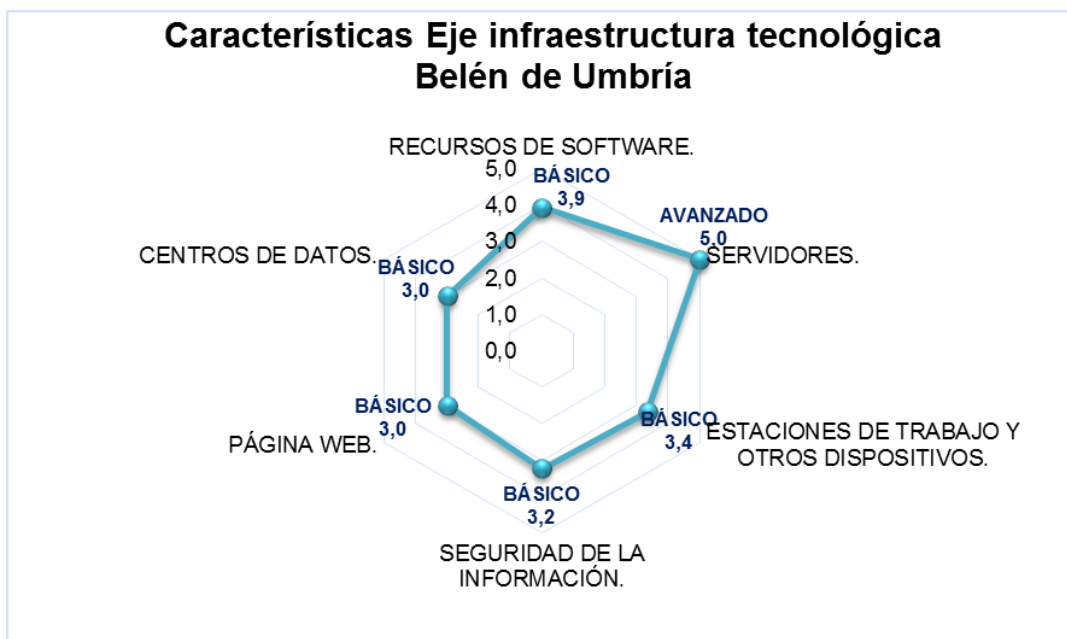 Características Eje infraestructura tecnológica
Belén de Umbría
RECURSOS DE SOFTWARE.
5,0
BÁSICO
3,9
4,0
AVANZADO
5,0
SERVIDORES.
3,0
CENTROS DE DATOS.
BÁSICO
3,0
2,0
1,0
0,0
BÁSICO
3,0
PÁGINA WEB.
BÁSICO
3,4
ESTACIONES DE TRABAJO Y
OTROS DISPOSITIVOS.
BÁSICO
3,2
SEGURIDAD DE LA
INFORMACIÓN.